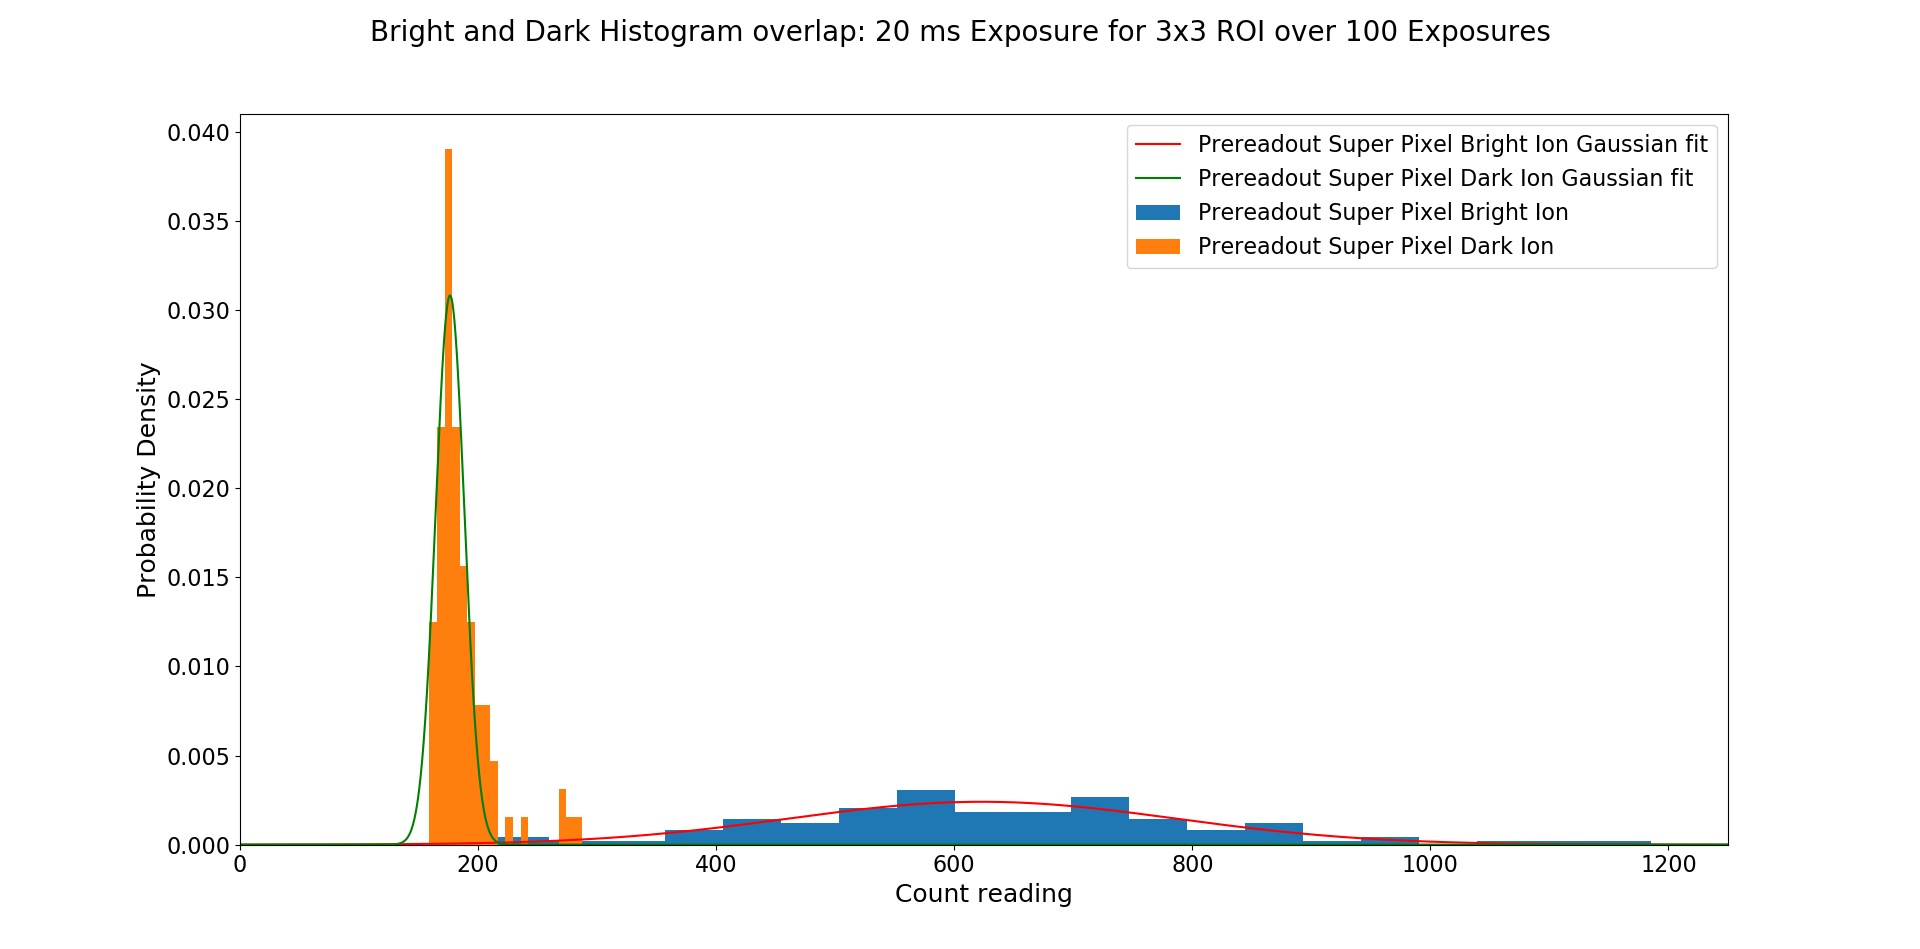 Bright and Dark Histogram overlap: 20 ms Exposure for 3x3 ROI over 100 Exposures
Prereadout Super Pixel Bright Ion Gaussian fit
Prereadout Super Pixel Dark Ion Gaussian fit
Prereadout Super Pixel Bright Ion
Prereadout Super Pixel Dark Ion
Probability Density
0.040
0.035
0.030
0.025
0.020
0.015
0.010
0.005
0.000
0 200 400 600 800 1000 1200
Count reading